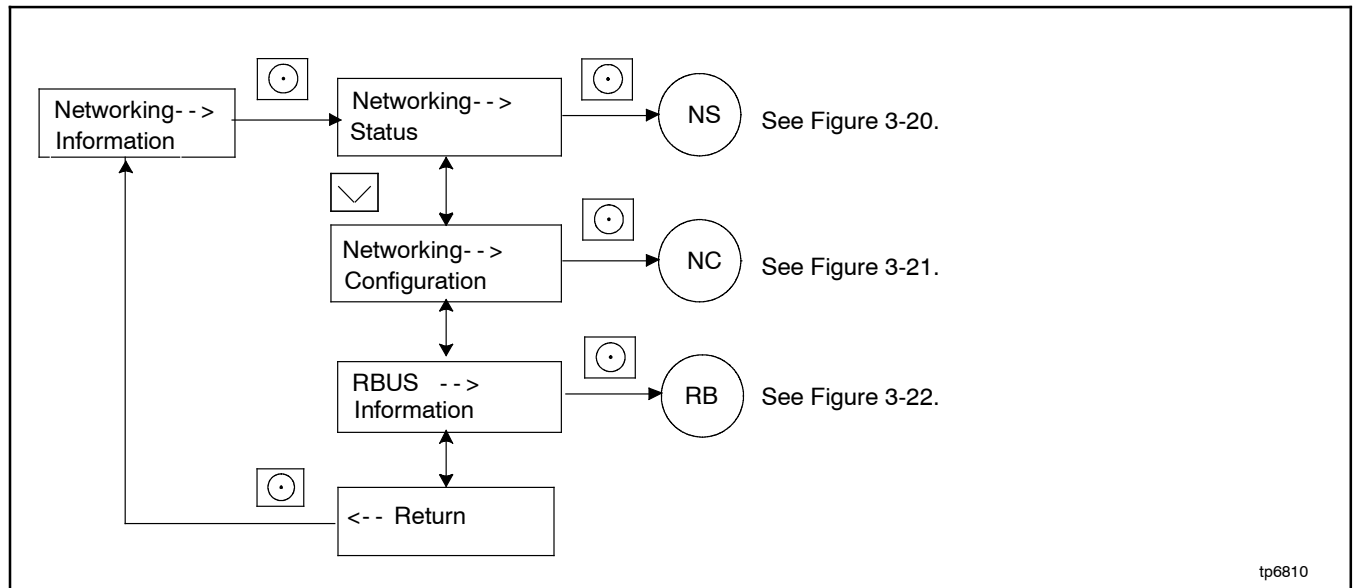 Networking-->
Information
Networking-->
Status
NS
See Figure 3-20.
Networking-->
Configuration
NC
See Figure 3-21.
RBUS -->
Information
RB
See Figure 3-22.
<-- Return
tp6810